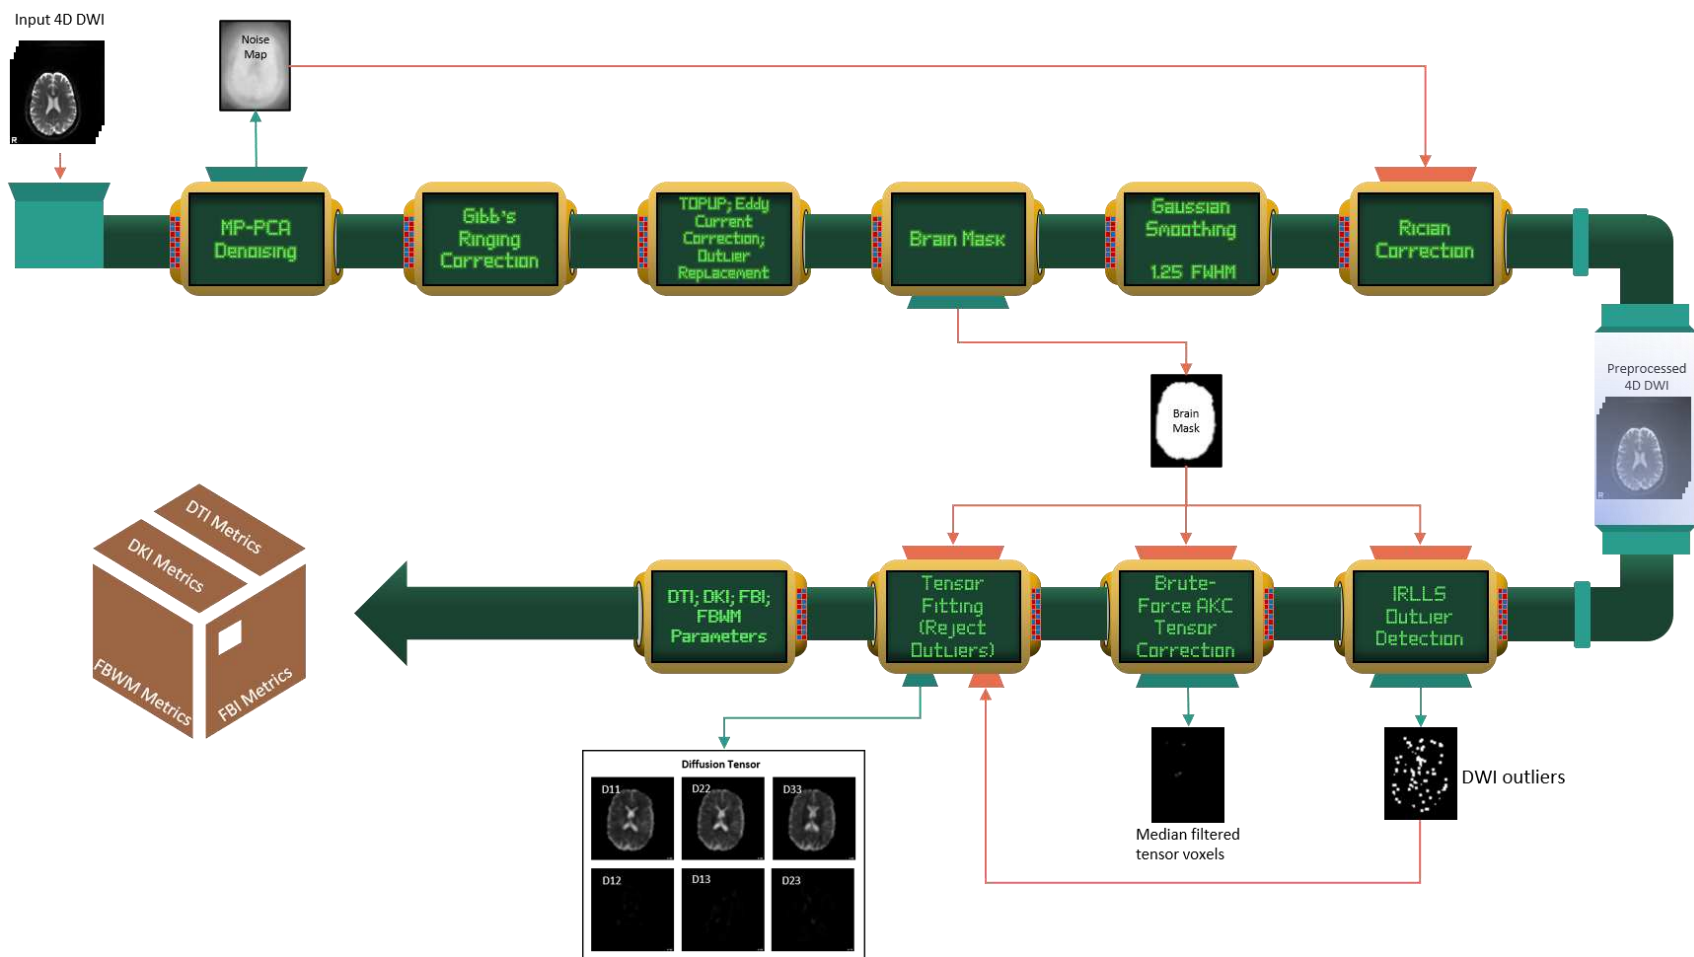 Input 4D DWI
R
Noise
Map
MP-PCA
Denoising
Gibb's
Ringing
Correction
TOPUP; Eddy
Current
Correction;
Outlier
Replacement
Brain Mask
Gaussian
Smoothing
1.25 FWHM
Rician
Correction
Preprocessed
4D DWI
R
Brain
Mask
IRLLS
Outlier
Detection
Brute-
Force AKC
Tensor
Correction
Tensor
Fitting
(Reject
Outliers)
DTI; DKI; FBI;
FBWM
Parameters
DTI Metrics
DKI Metrics
FBWM Metrics
FBI Metrics
DWI outliers
Median filtered
tensor voxels
Diffusion Tensor
D11
D22
D33
D12
D13
D23